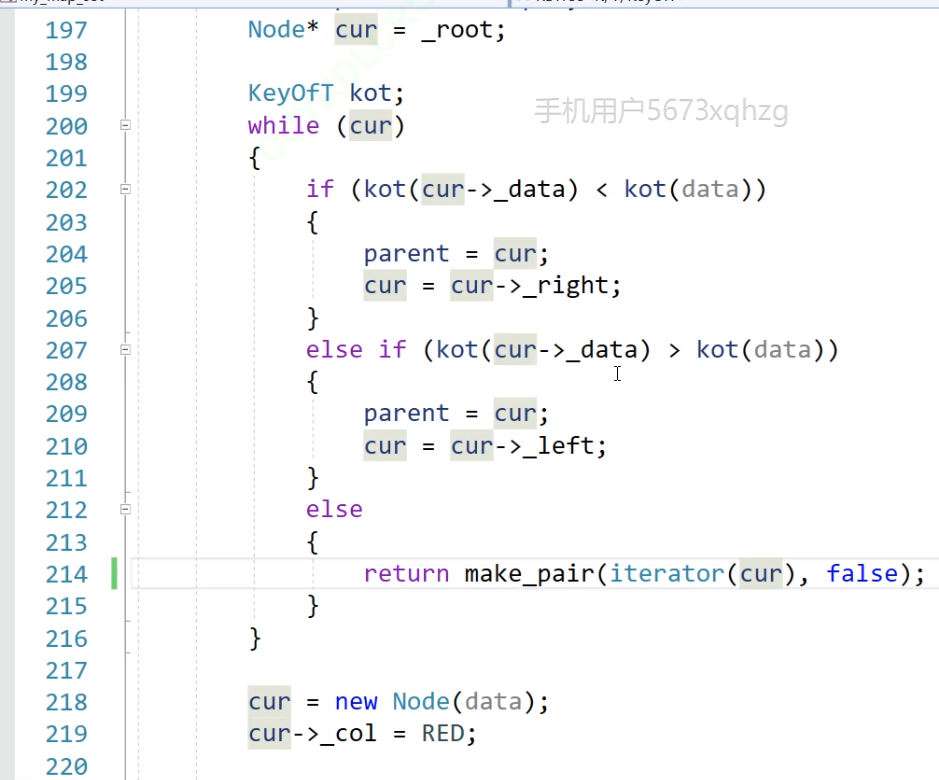 197 Node* cur = _root;
198
199 KeyOfT kot;
手机用户5673xqhzg
200 while (cur)
201 {
202 if (kot(cur->_data) < kot(data))
203 {
204 parent = cur;
205 cur = cur->_right;
206 }
207 else if (kot(cur->_data) > kot(data))
208 {
209 parent = cur;
210 cur = cur->_left;
211 }
212 else
213 {
214 return make_pair(iterator(cur), false);
215 }
216 }
217
218 cur = new Node(data);
219 cur->_col = RED;
220